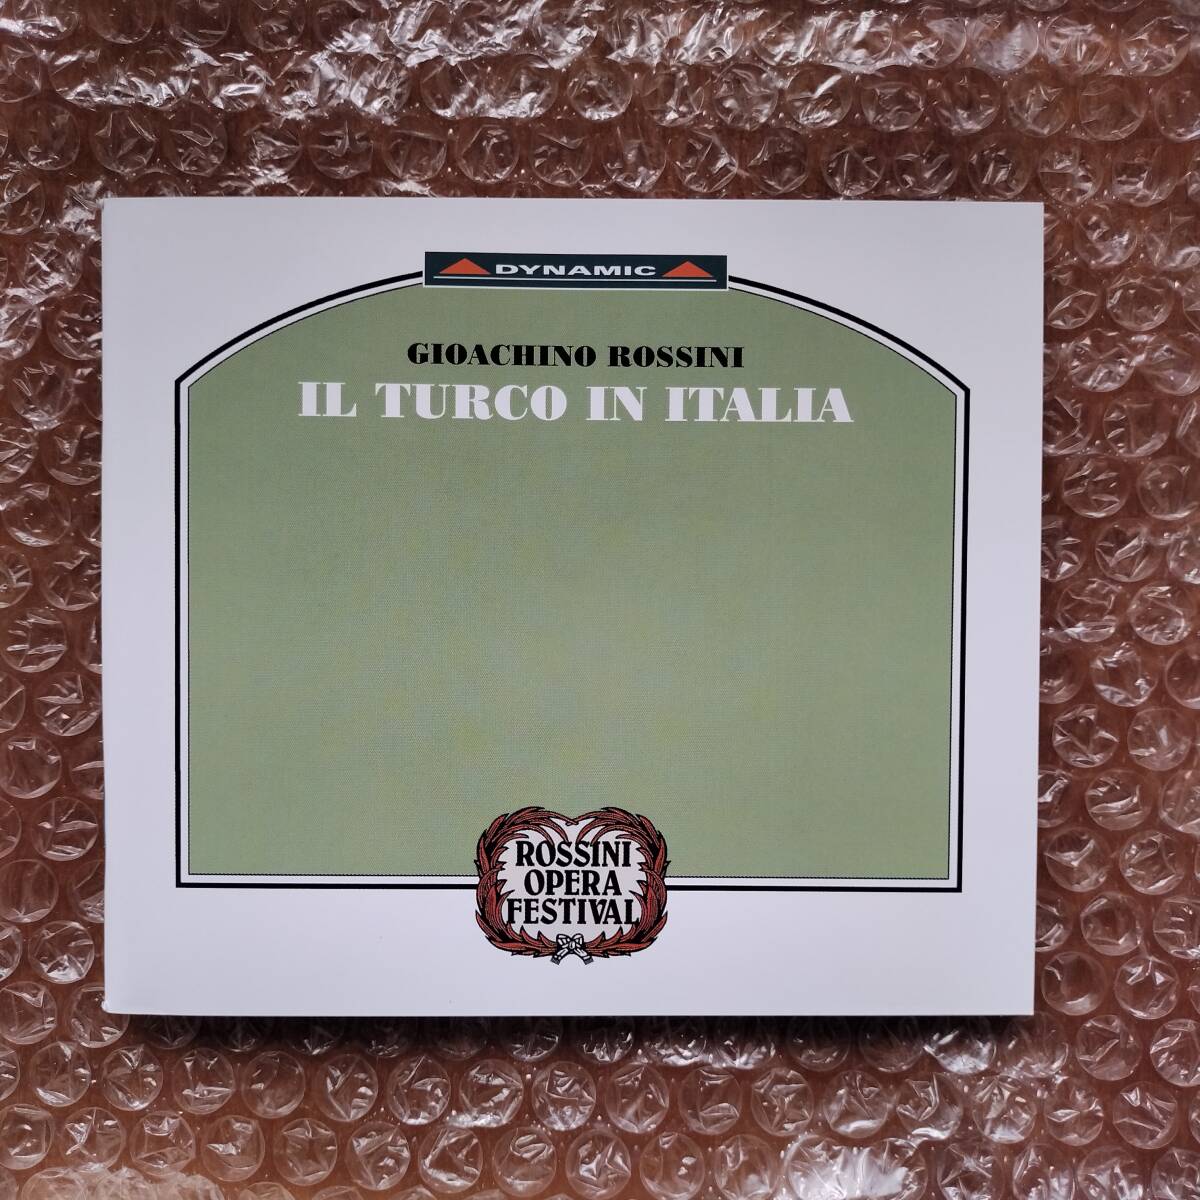 DYNAMIC
GIOACHINO ROSSINI
IL TURCO IN ITALIA
ROSSINI
OPERA
FESTIVAL